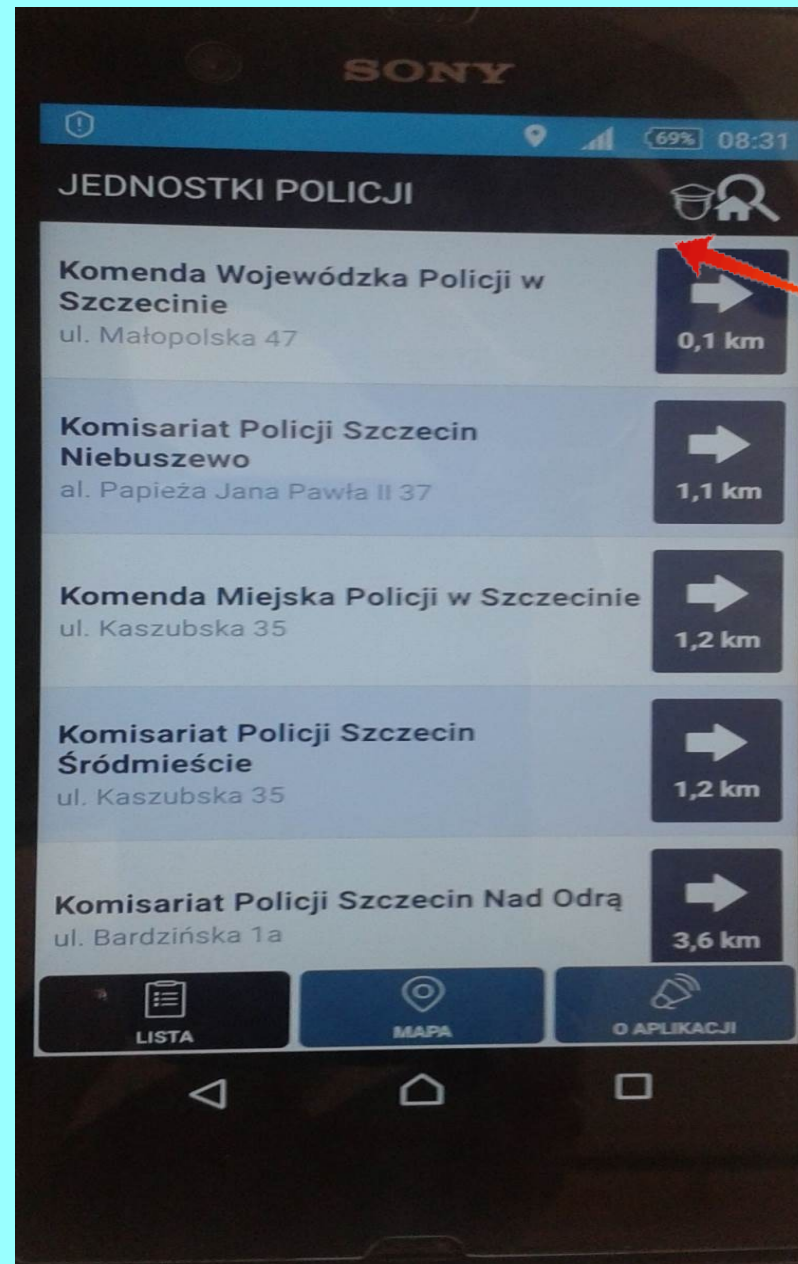 SONY
69% 08:31
JEDNOSTKI POLICJI
Komenda Wojewódzka Policji w
Szczecinie
ul. Małopolska 47
0,1 km
Komisariat Policji Szczecin
Niebuszewo
al. Papieża Jana Pawła II 37
1,1 km
Komenda Miejska Policji w Szczecinie
ul. Kaszubska 35
1,2 km
Komisariat Policji Szczecin
Śródmieście
ul. Kaszubska 35
1,2 km
Komisariat Policji Szczecin Nad Odrą
ul. Bardzińska 1a
3,6 km
LISTA
MAPA
O APLIKACJI